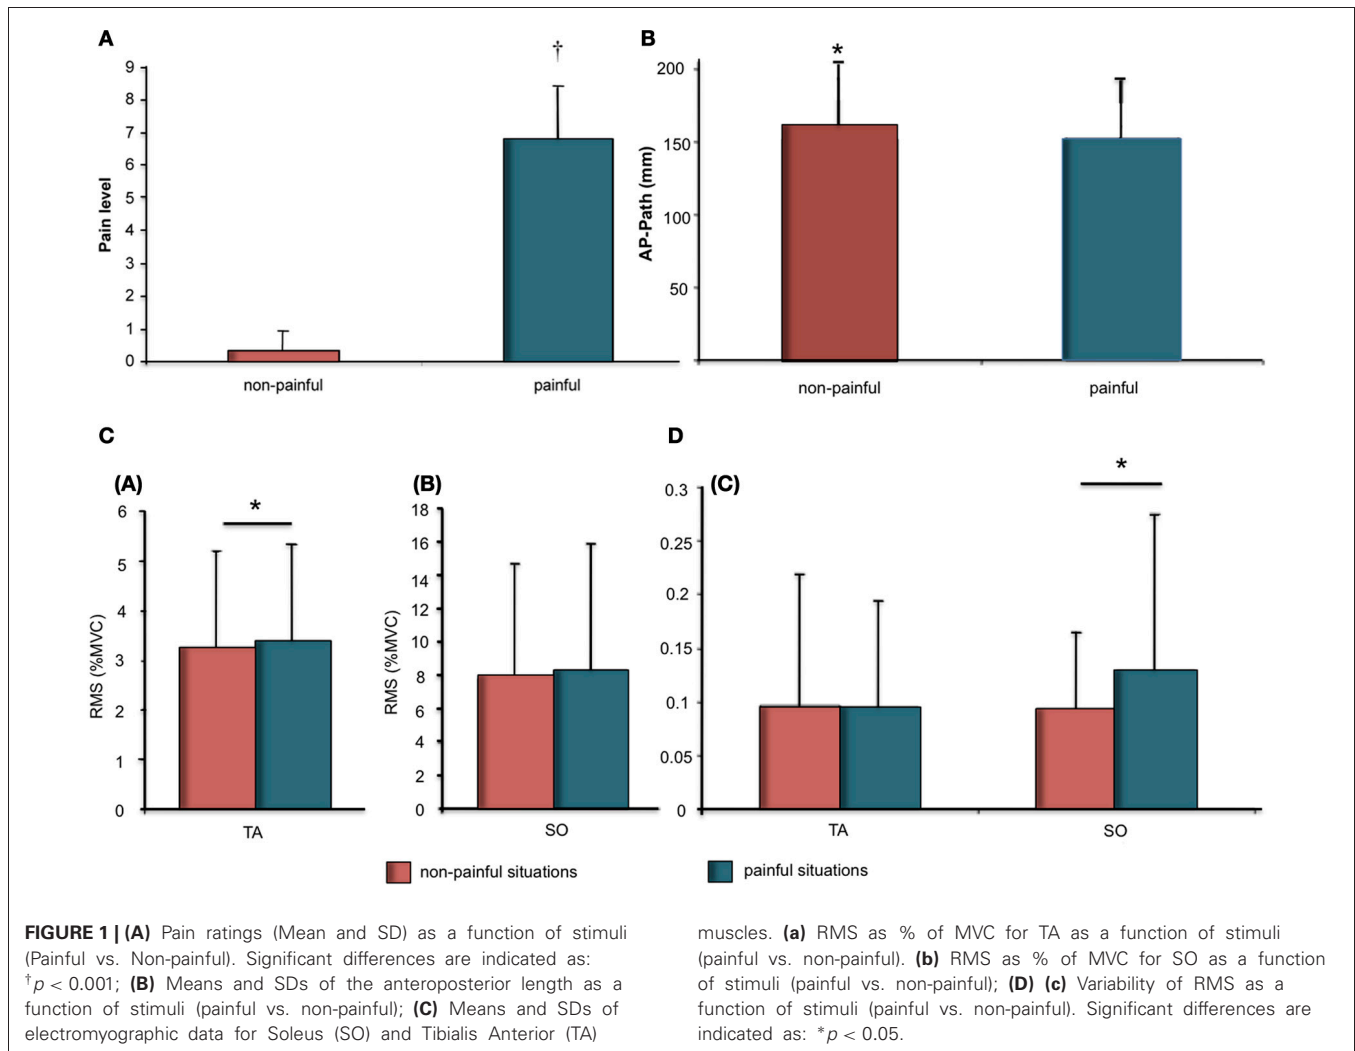 A
†
9
8
7
6
5
4
3
2
1
0
Pain level
non-painful
painful
B
*
200
150
100
50
AP-Path (mm)
non-painful
painful
C
(A)
*
6
5
4
3
2
1
0
RMS (%MVC)
TA
(B)
18
16
14
12
10
8
6
4
2
0
RMS (%MVC)
SO
D
(C)
*
0.3
0.25
0.2
0.15
0.1
0.05
0
TA
SO
non-painful situations
painful situations
FIGURE 1 | (A) Pain ratings (Mean and SD) as a function of stimuli
(Painful vs. Non-painful). Significant differences are indicated as:
†p < 0.001; (B) Means and SDs of the anteroposterior length as a
function of stimuli (painful vs. non-painful); (C) Means and SDs of
electromyographic data for Soleus (SO) and Tibialis Anterior (TA)
muscles. (a) RMS as % of MVC for TA as a function of stimuli
(painful vs. non-painful). (b) RMS as % of MVC for SO as a function
of stimuli (painful vs. non-painful); (D) (c) Variability of RMS as a
function of stimuli (painful vs. non-painful). Significant differences are
indicated as: *p < 0.05.